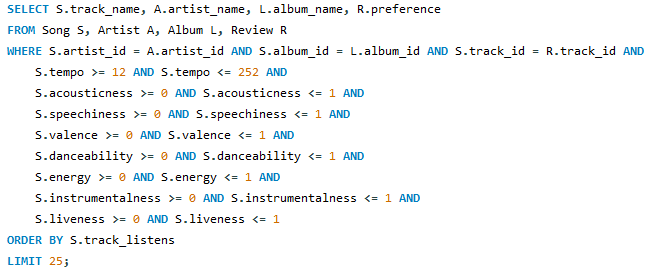 SELECT S.track_name, A.artist_name, L.album_name, R.preference
FROM Song S, Artist A, Album L, Review R
WHERE S.artist_id = A.artist_id AND S.album_id = L.album_id AND S.track_id = R.track_id AND
S.tempo >= 12 AND S.tempo <= 252 AND
S.acousticness >= 0 AND S.acousticness <= 1 AND
S.speechiness >= 0 AND S.speechiness <= 1 AND
S.valence >= 0 AND S.valence <= 1 AND
S.danceability >= 0 AND S.danceability <= 1 AND
S.energy >= 0 AND S.energy <= 1 AND
S.instrumentalness >= 0 AND S.instrumentalness <= 1 AND
S.liveness >= 0 AND S.liveness <= 1
ORDER BY S.track_listens
LIMIT 25;